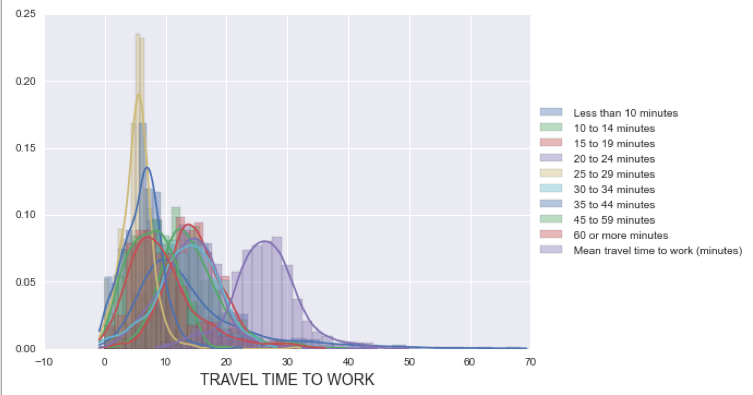 0.25
0.20
0.15
0.10
0.05
0.00
−10
0
10
20
30
40
50
60
70
TRAVEL TIME TO WORK
Less than 10 minutes
10 to 14 minutes
15 to 19 minutes
20 to 24 minutes
25 to 29 minutes
30 to 34 minutes
35 to 44 minutes
45 to 59 minutes
60 or more minutes
Mean travel time to work (minutes)